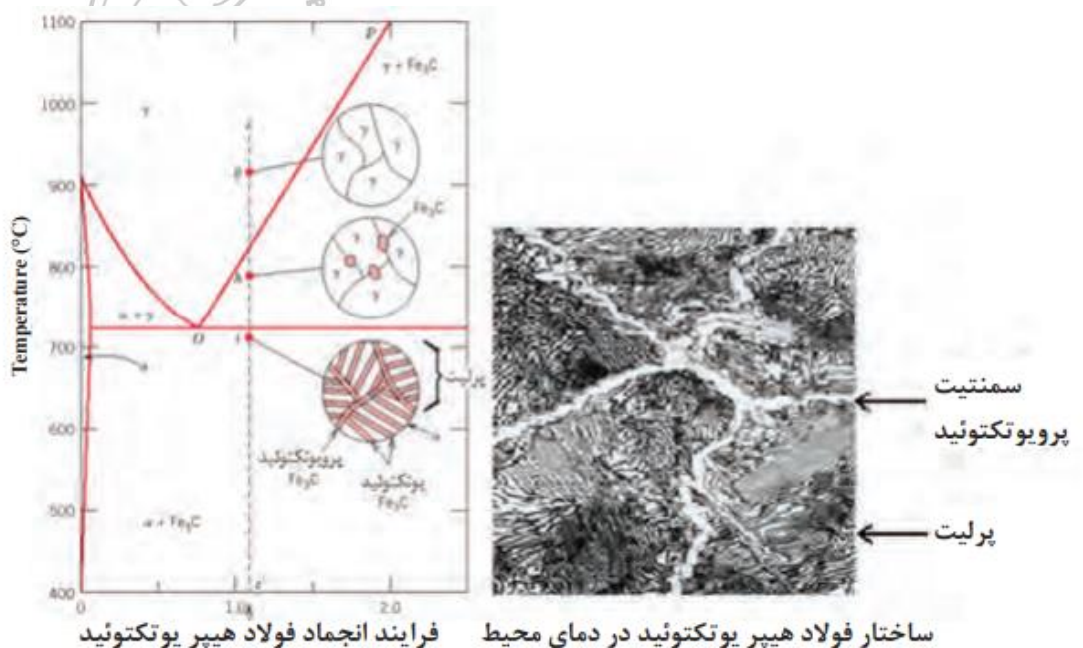 1100
1000
900
800
700
600
500
400
Temperature (°C)
P
γ + Fe₃C
γ
γ
γ
γ
γ
Fe₃C
γ
γ
γ
γ
α + γ
O
α
پرلیت
پرویوتکتوئید
Fe₃C
یوتکتوئید
Fe₃C
α + Fe₃C
0
1.0
2.0
سمنتیت
پرویوتکتوئید
پرلیت
فرایند انجماد فولاد هیپر یوتکتوئید
ساختار فولاد هیپر یوتکتوئید در دمای محیط